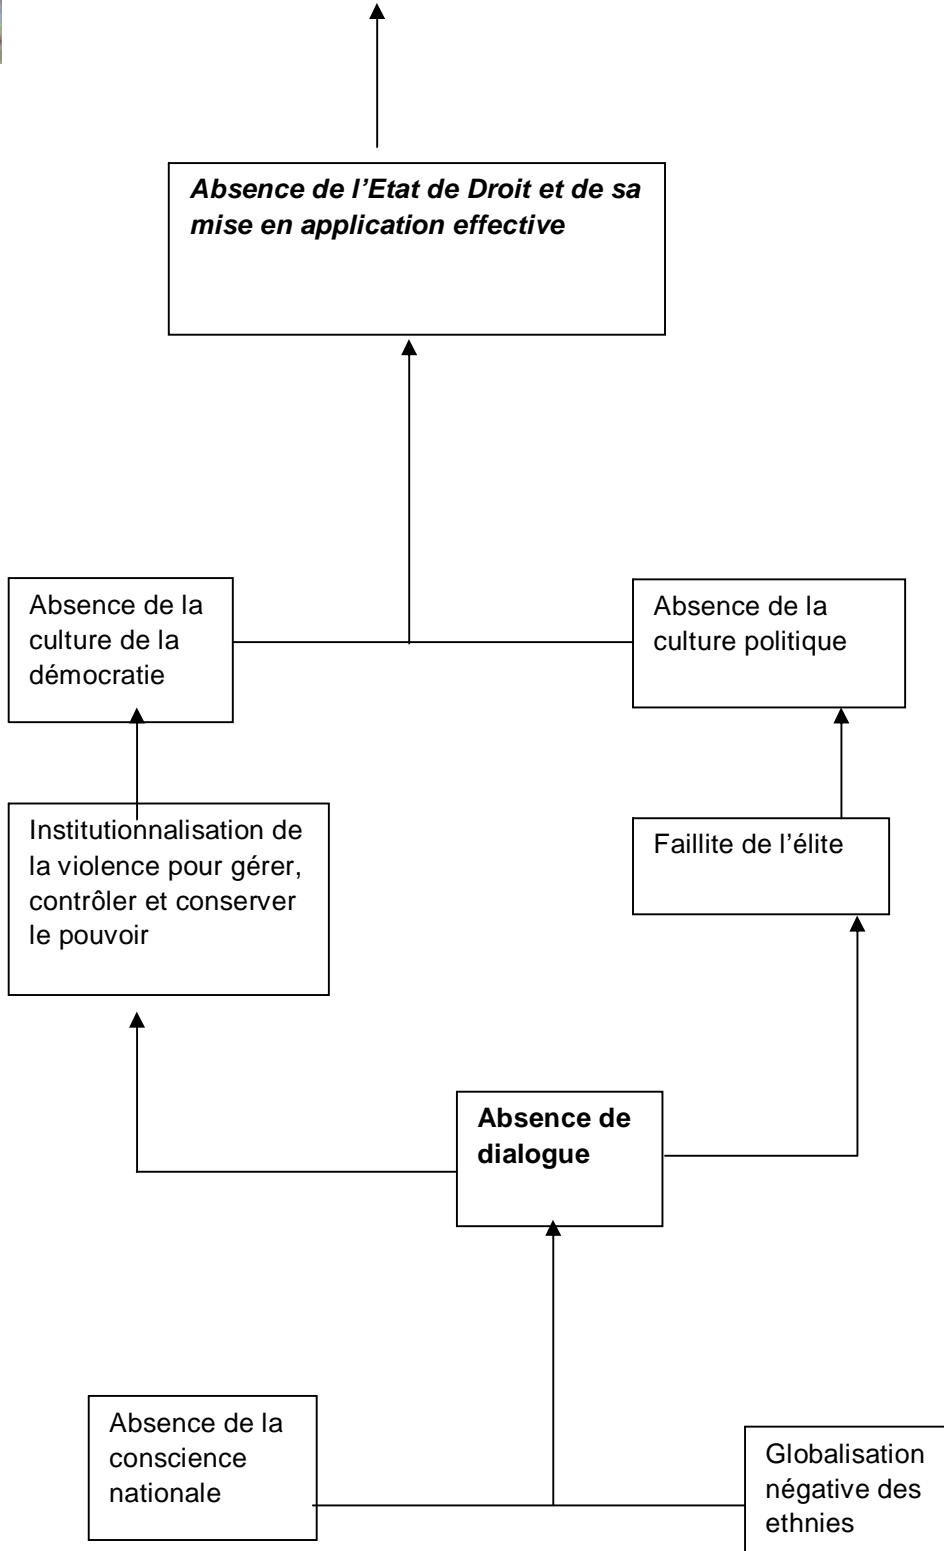 Absence de l’Etat de Droit et de sa
mise en application effective
Absence de la
culture de la
démocratie
Absence de la
culture politique
Institutionnalisation de
la violence pour gérer,
contrôler et conserver
le pouvoir
Faillite de l’élite
Absence de
dialogue
Absence de la
conscience
nationale
Globalisation
négative des
ethnies